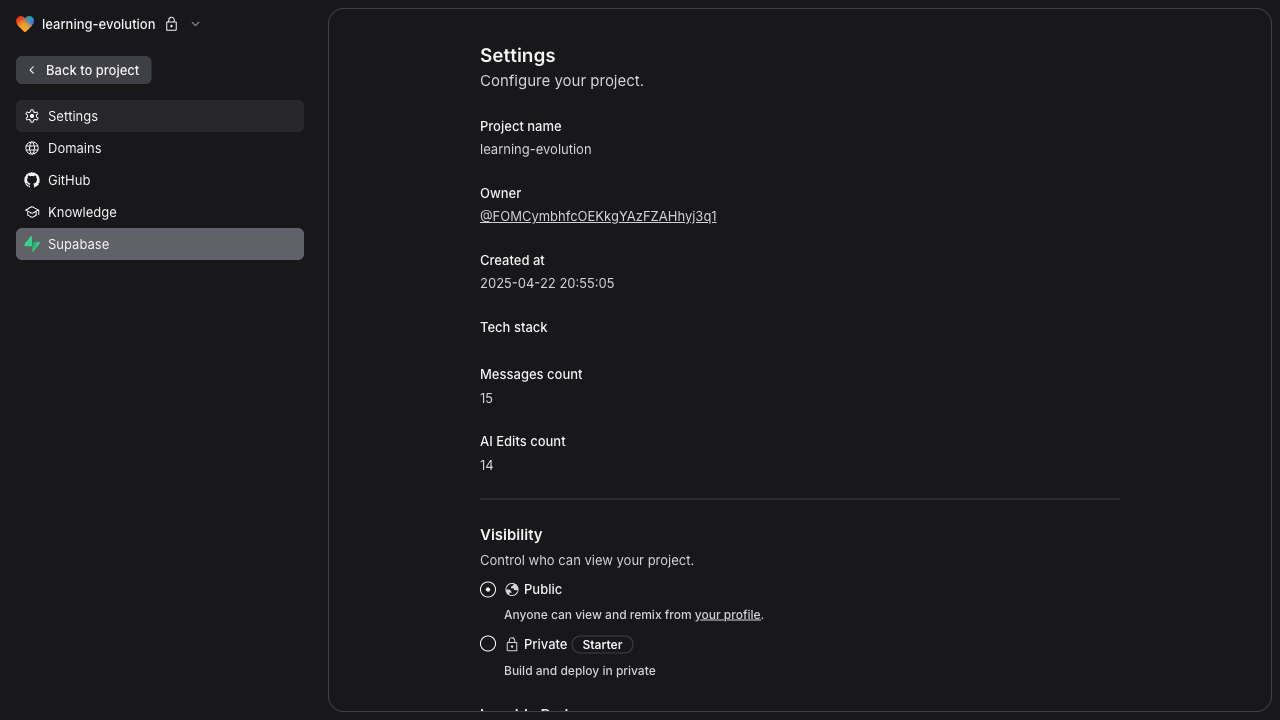 learning-evolution
Back to project
Settings
Domains
GitHub
Knowledge
Supabase
Settings
Configure your project.
Project name
learning-evolution
Owner
@FOMCymbhfcOEKkgYAzFZAHhyj3q1
Created at
2025-04-22 20:55:05
Tech stack
Messages count
15
AI Edits count
14
Visibility
Control who can view your project.
Public
Anyone can view and remix from your profile.
Private Starter
Build and deploy in private